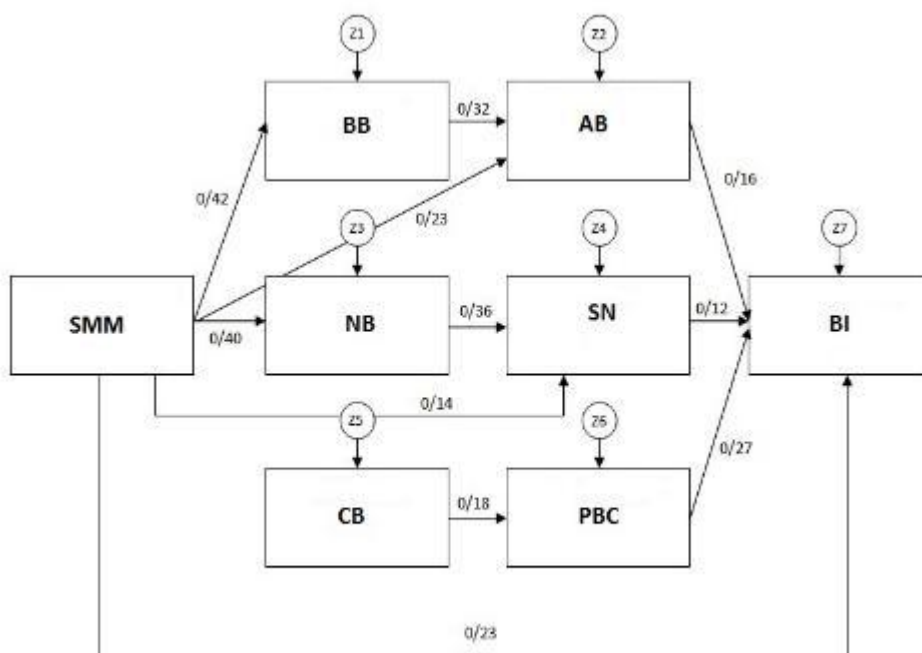 Z1
Z2
BB
0/32
AB
0/42
0/23
0/16
Z3
Z4
Z7
SMM
0/40
NB
0/36
SN
0/12
BI
0/14
Z5
Z6
0/27
CB
0/18
PBC
0/23